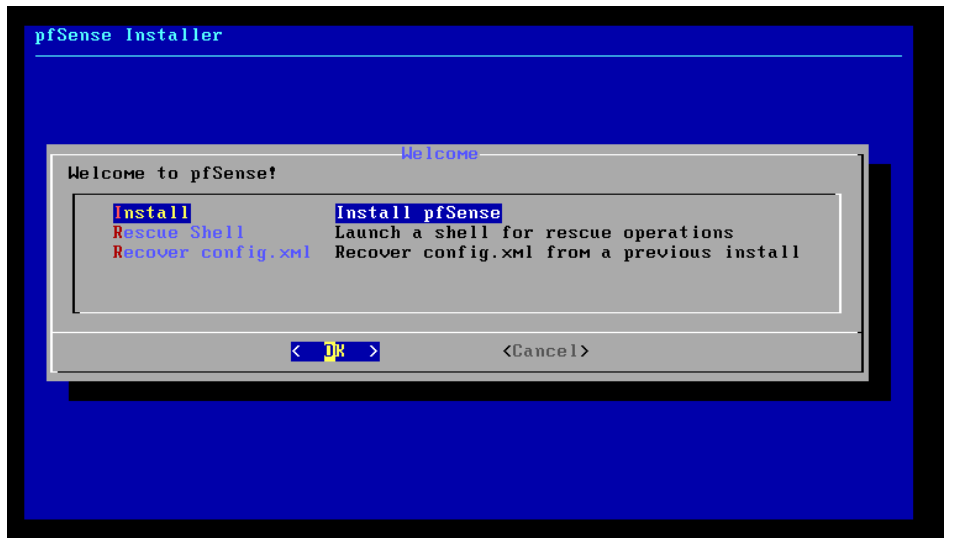 pfSense Installer
Welcome
Welcome to pfSense!
Install Install pfSense
Rescue Shell Launch a shell for rescue operations
Recover config.xml Recover config.xml from a previous install
< OK > <Cancel>